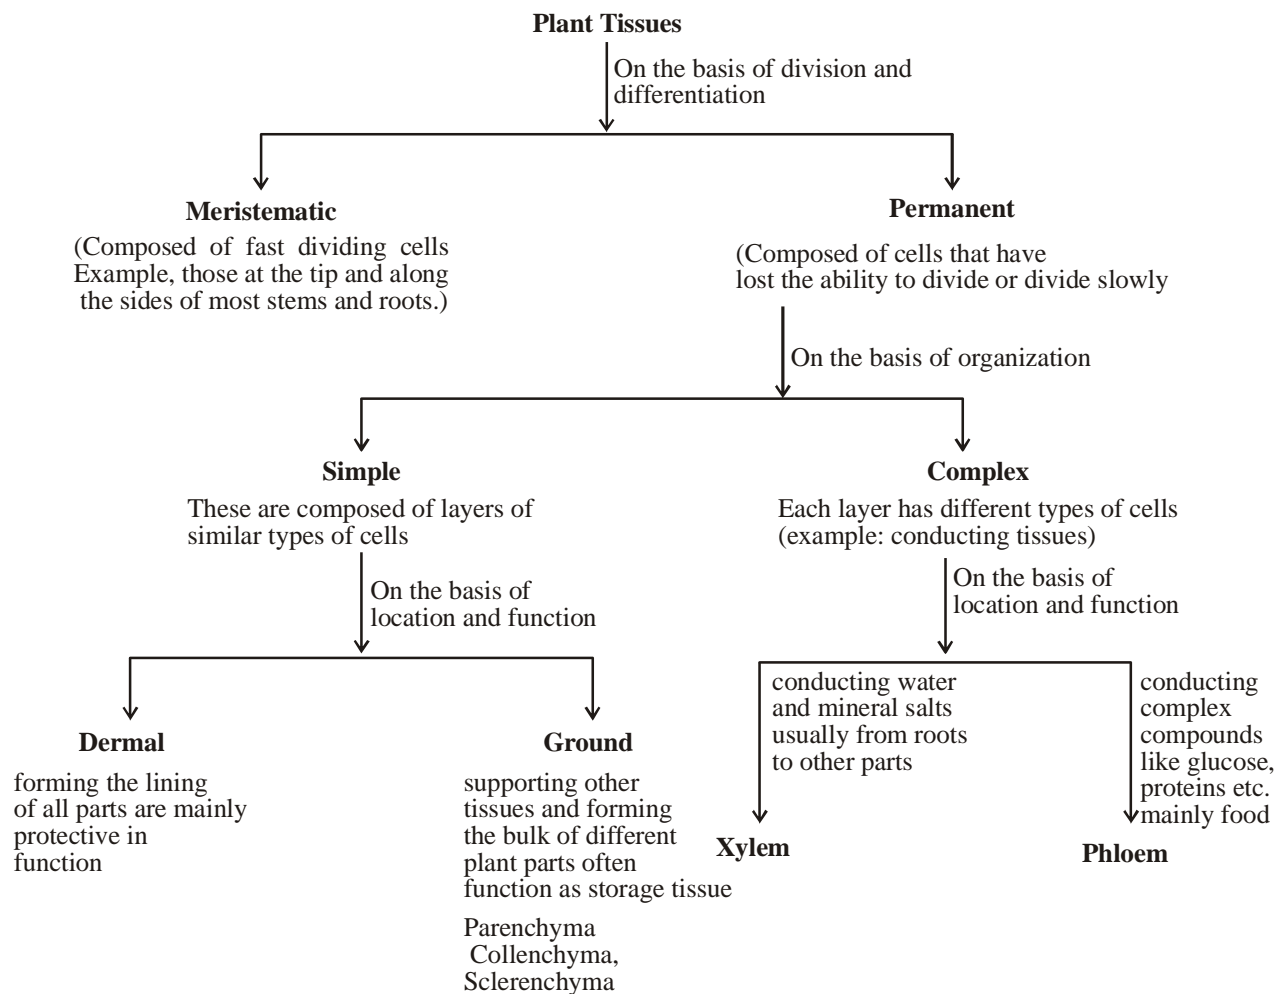 Plant Tissues
On the basis of division and
differentiation
Meristematic
(Composed of fast dividing cells
Example, those at the tip and along
the sides of most stems and roots.)
Permanent
(Composed of cells that have
lost the ability to divide or divide slowly
On the basis of organization
Simple
These are composed of layers of
similar types of cells
Complex
Each layer has different types of cells
(example: conducting tissues)
On the basis of
location and function
On the basis of
location and function
Dermal
forming the lining
of all parts are mainly
protective in
function
Ground
supporting other
tissues and forming
the bulk of different
plant parts often
function as storage tissue
Parenchyma
Collenchyma,
Sclerenchyma
conducting water
and mineral salts
usually from roots
to other parts
Xylem
conducting
complex
compounds
like glucose,
proteins etc.
mainly food
Phloem